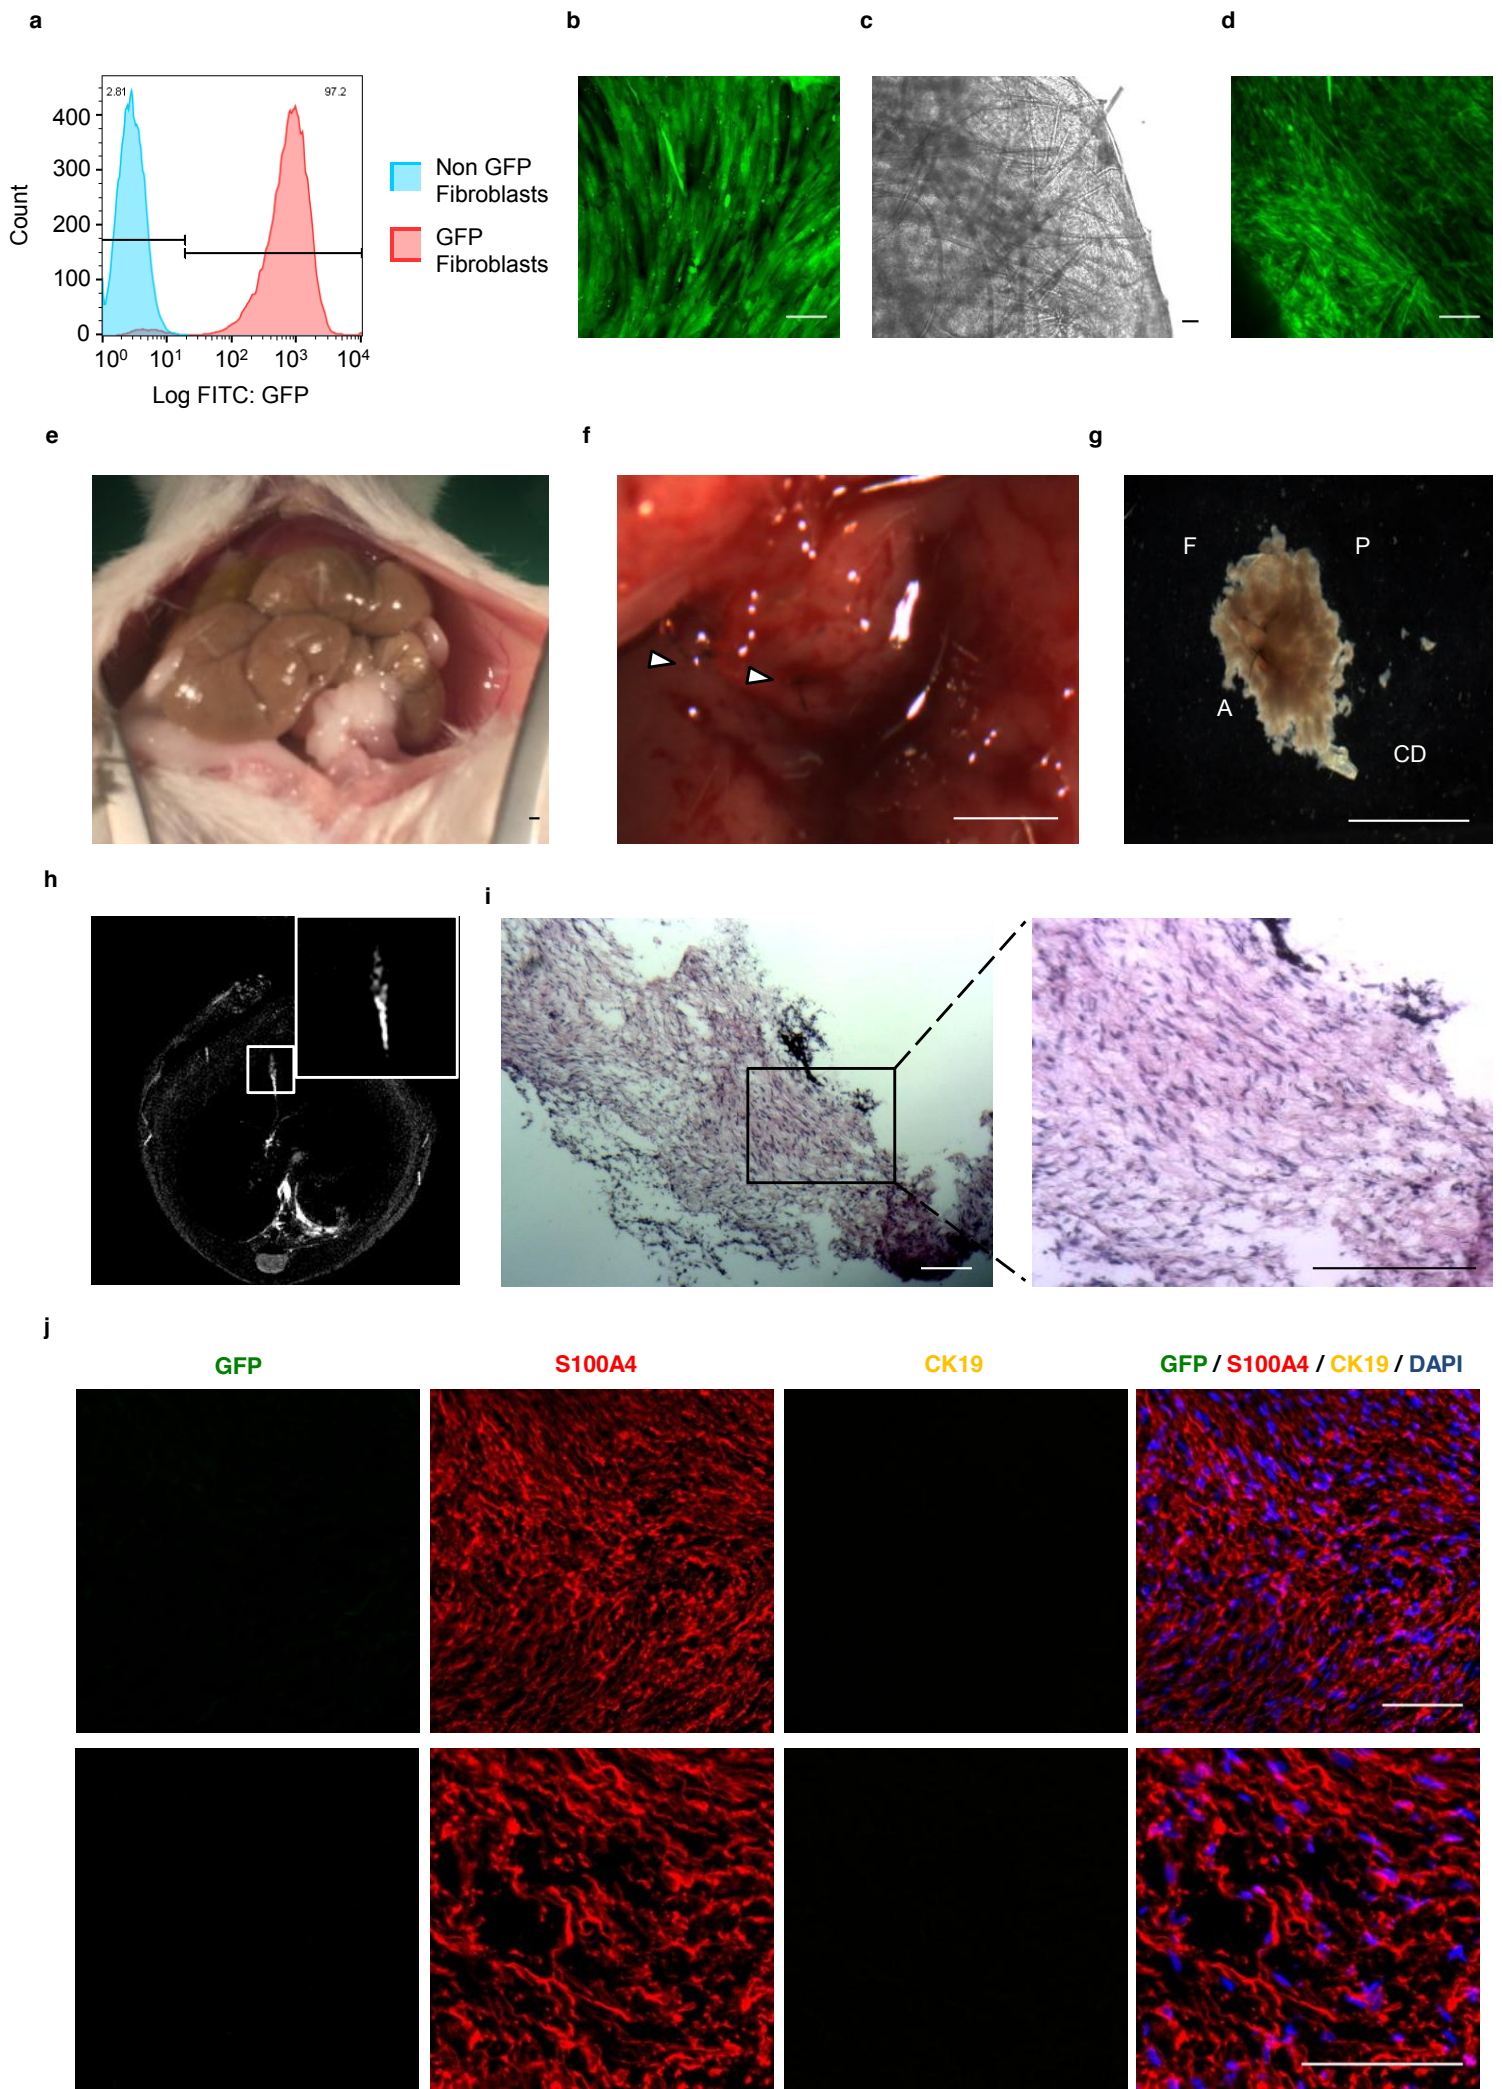 a
b
c
d
2.81
97.2
400
300
200
100
0
Count
10⁰
10¹
10²
10³
10⁴
Log FITC: GFP
Non GFP
Fibroblasts
GFP
Fibroblasts
e
f
g
F
P
A
CD
h
i
j
GFP
S100A4
CK19
GFP / S100A4 / CK19 / DAPI